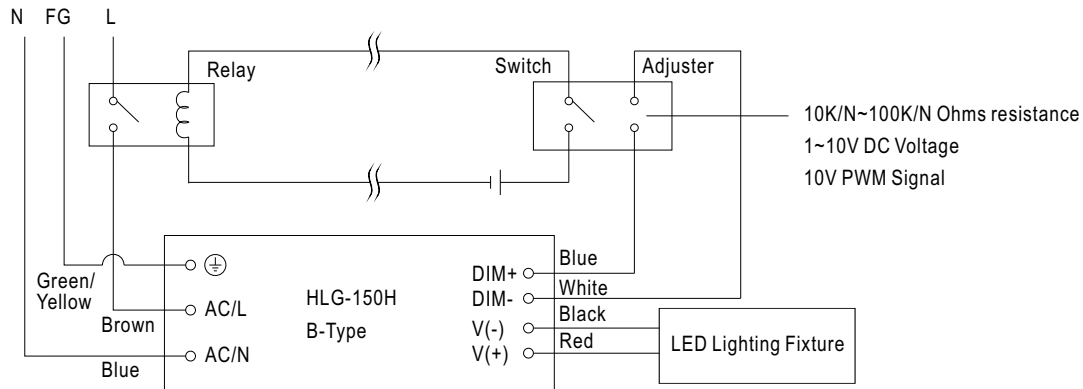 N FG L
Relay
Switch
Adjuster
10K/N~100K/N Ohms resistance
1~10V DC Voltage
10V PWM Signal
Green/
Yellow
Brown
Blue
AC/L
AC/N
HLG-150H
B-Type
DIM+
DIM-
V(-)
V(+)
Blue
White
Black
Red
LED Lighting Fixture